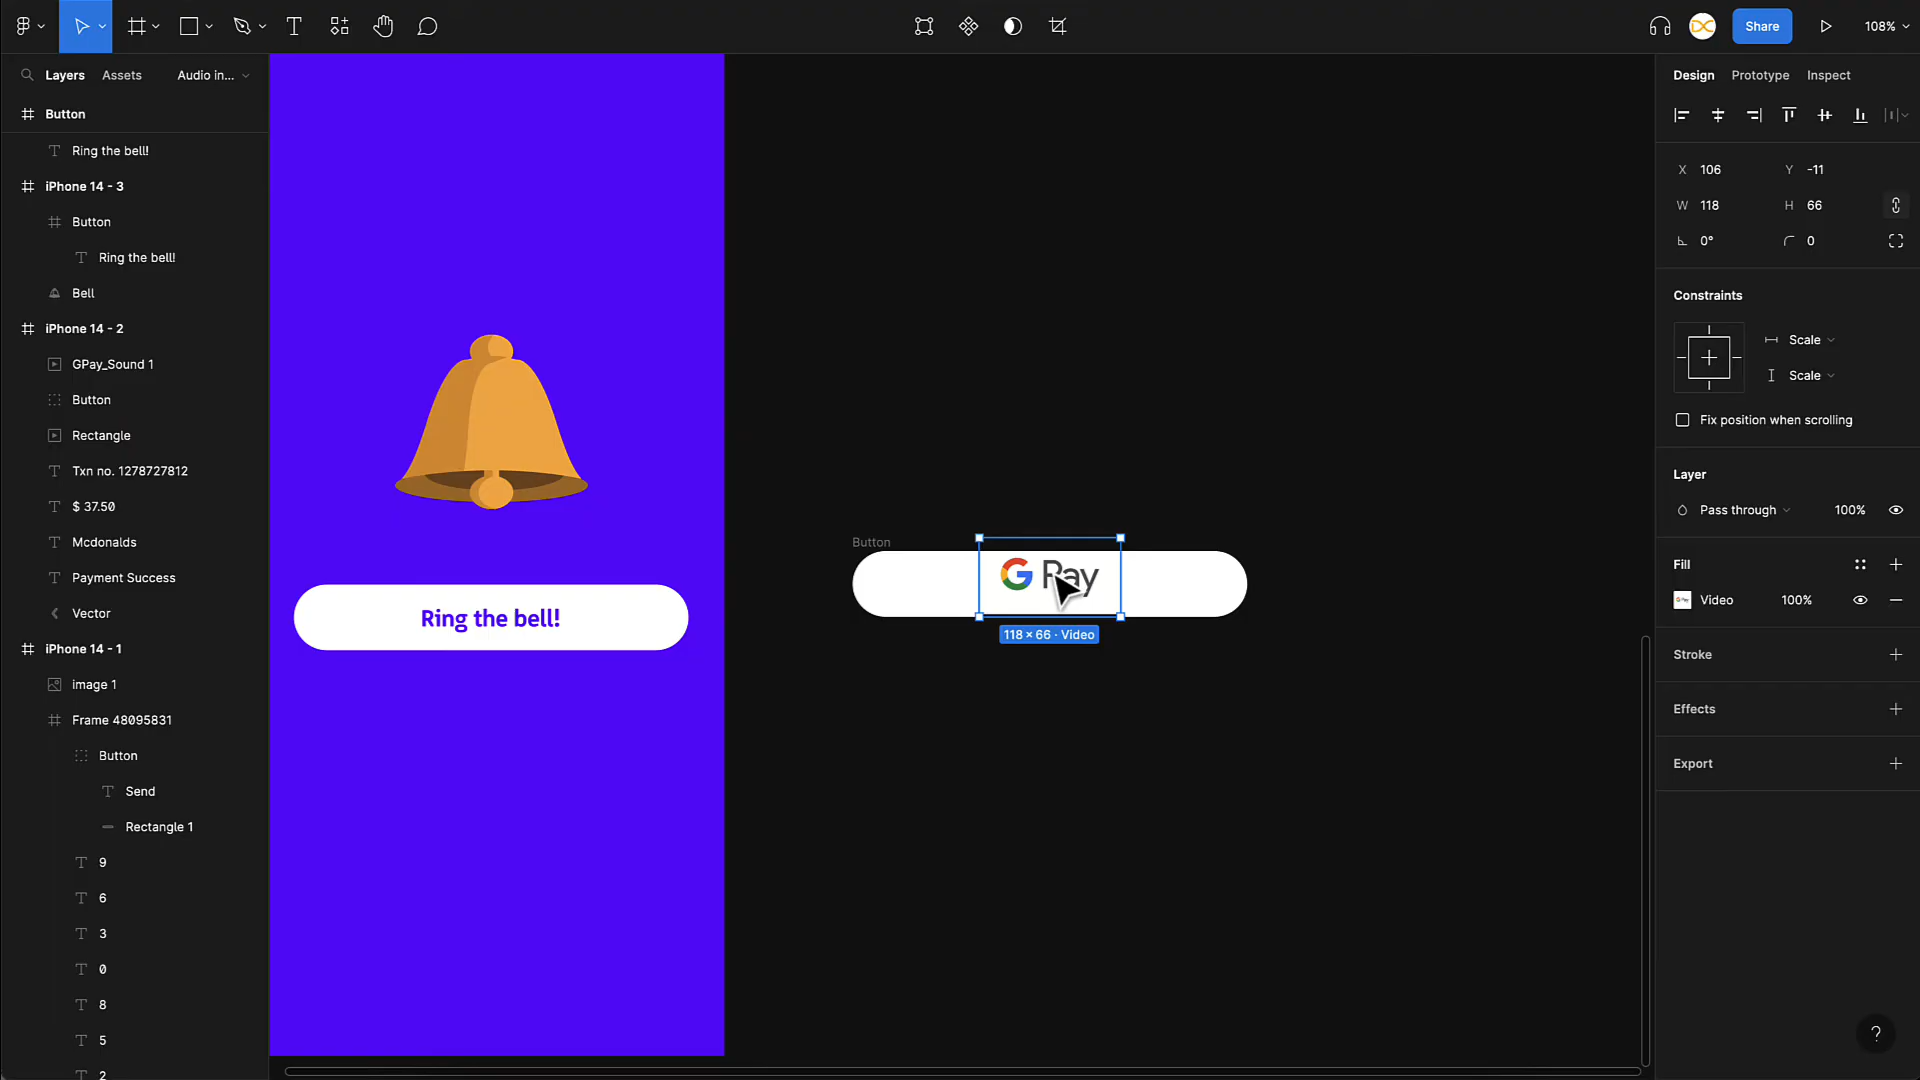 Share
108%
Layers
Assets
Audio in...
Button
Ring the bell!
iPhone 14 - 3
Button
Ring the bell!
Bell
iPhone 14 - 2
GPay_Sound 1
Button
Rectangle
Txn no. 1278727812
$ 37.50
Mcdonalds
Payment Success
Vector
iPhone 14 - 1
image 1
Frame 48095831
Button
Send
Rectangle 1
9
6
3
0
8
5
2
Ring the bell!
Button
G Pay
118 × 66 · Video
Design
Prototype
Inspect
X 106
Y -11
W 118
H 66
0°
0
Constraints
Scale
Scale
Fix position when scrolling
Layer
Pass through
100%
Fill
Video
100%
Stroke
Effects
Export
?